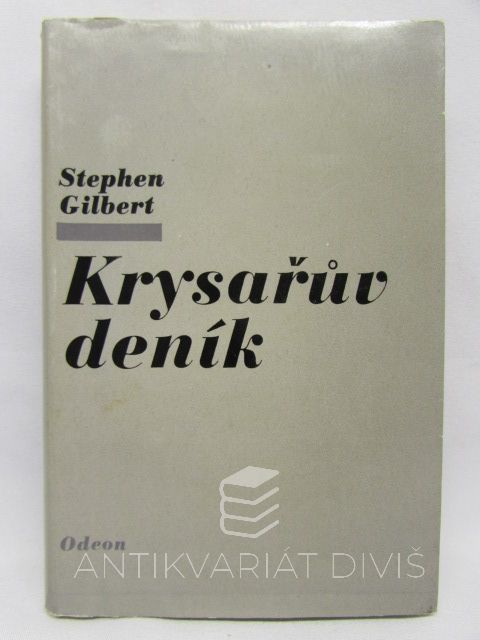 Stephen
Gilbert
Krysařův
deník
Odeon
ANTIKVARIÁT DIVIŠ